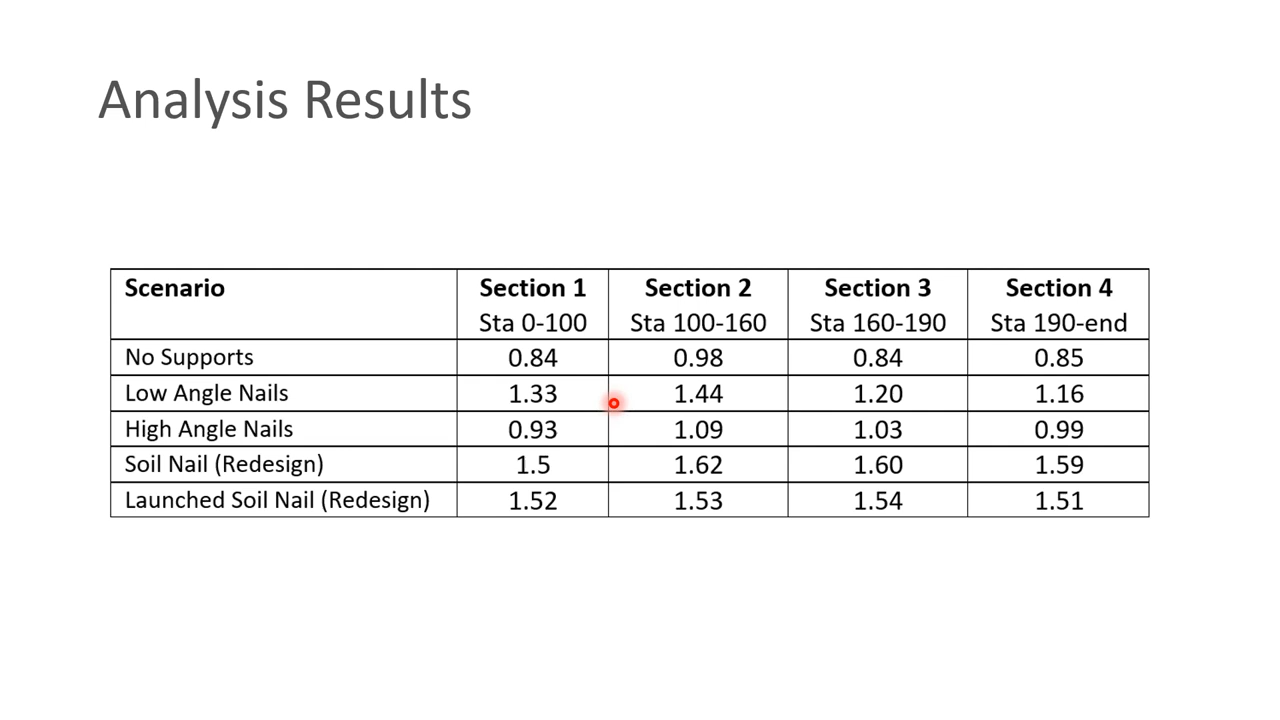 Analysis Results
Scenario Section 1 Section 2 Section 3 Section 4
Sta 0-100 Sta 100-160 Sta 160-190 Sta 190-end
No Supports 0.84 0.98 0.84 0.85
Low Angle Nails 1.33 1.44 1.20 1.16
High Angle Nails 0.93 1.09 1.03 0.99
Soil Nail (Redesign) 1.5 1.62 1.60 1.59
Launched Soil Nail (Redesign) 1.52 1.53 1.54 1.51